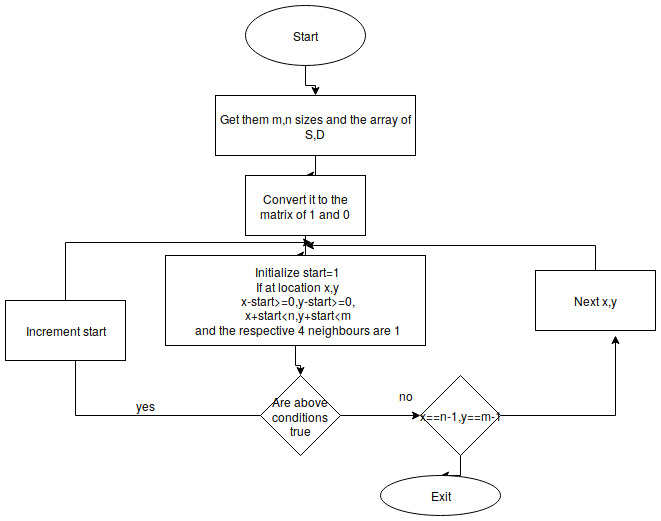 Start
Get them m,n sizes and the array of
S,D
Convert it to the
matrix of 1 and 0
Initialize start=1
If at location x,y
x-start>=0,y-start>=0,
x+start<n,y+start<m
and the respective 4 neighbours are 1
Next x,y
Increment start
Are above
conditions
true
yes
no
x==n-1,y==m-1
Exit